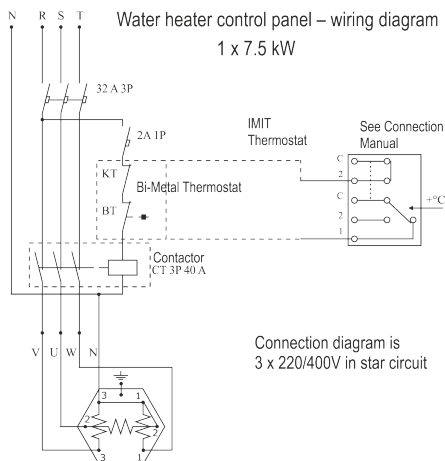 Water heater control panel – wiring diagram
1 x 7.5 kW
N R S T
32 A 3P
2A 1P
IMIT
Thermostat
See Connection
Manual
KT
Bi-Metal Thermostat
BT
C
2
C
2
1
+°C
Contactor
CT 3P 40 A
V U W N
Connection diagram is
3 x 220/400V in star circuit
3 1
2 2
3 1